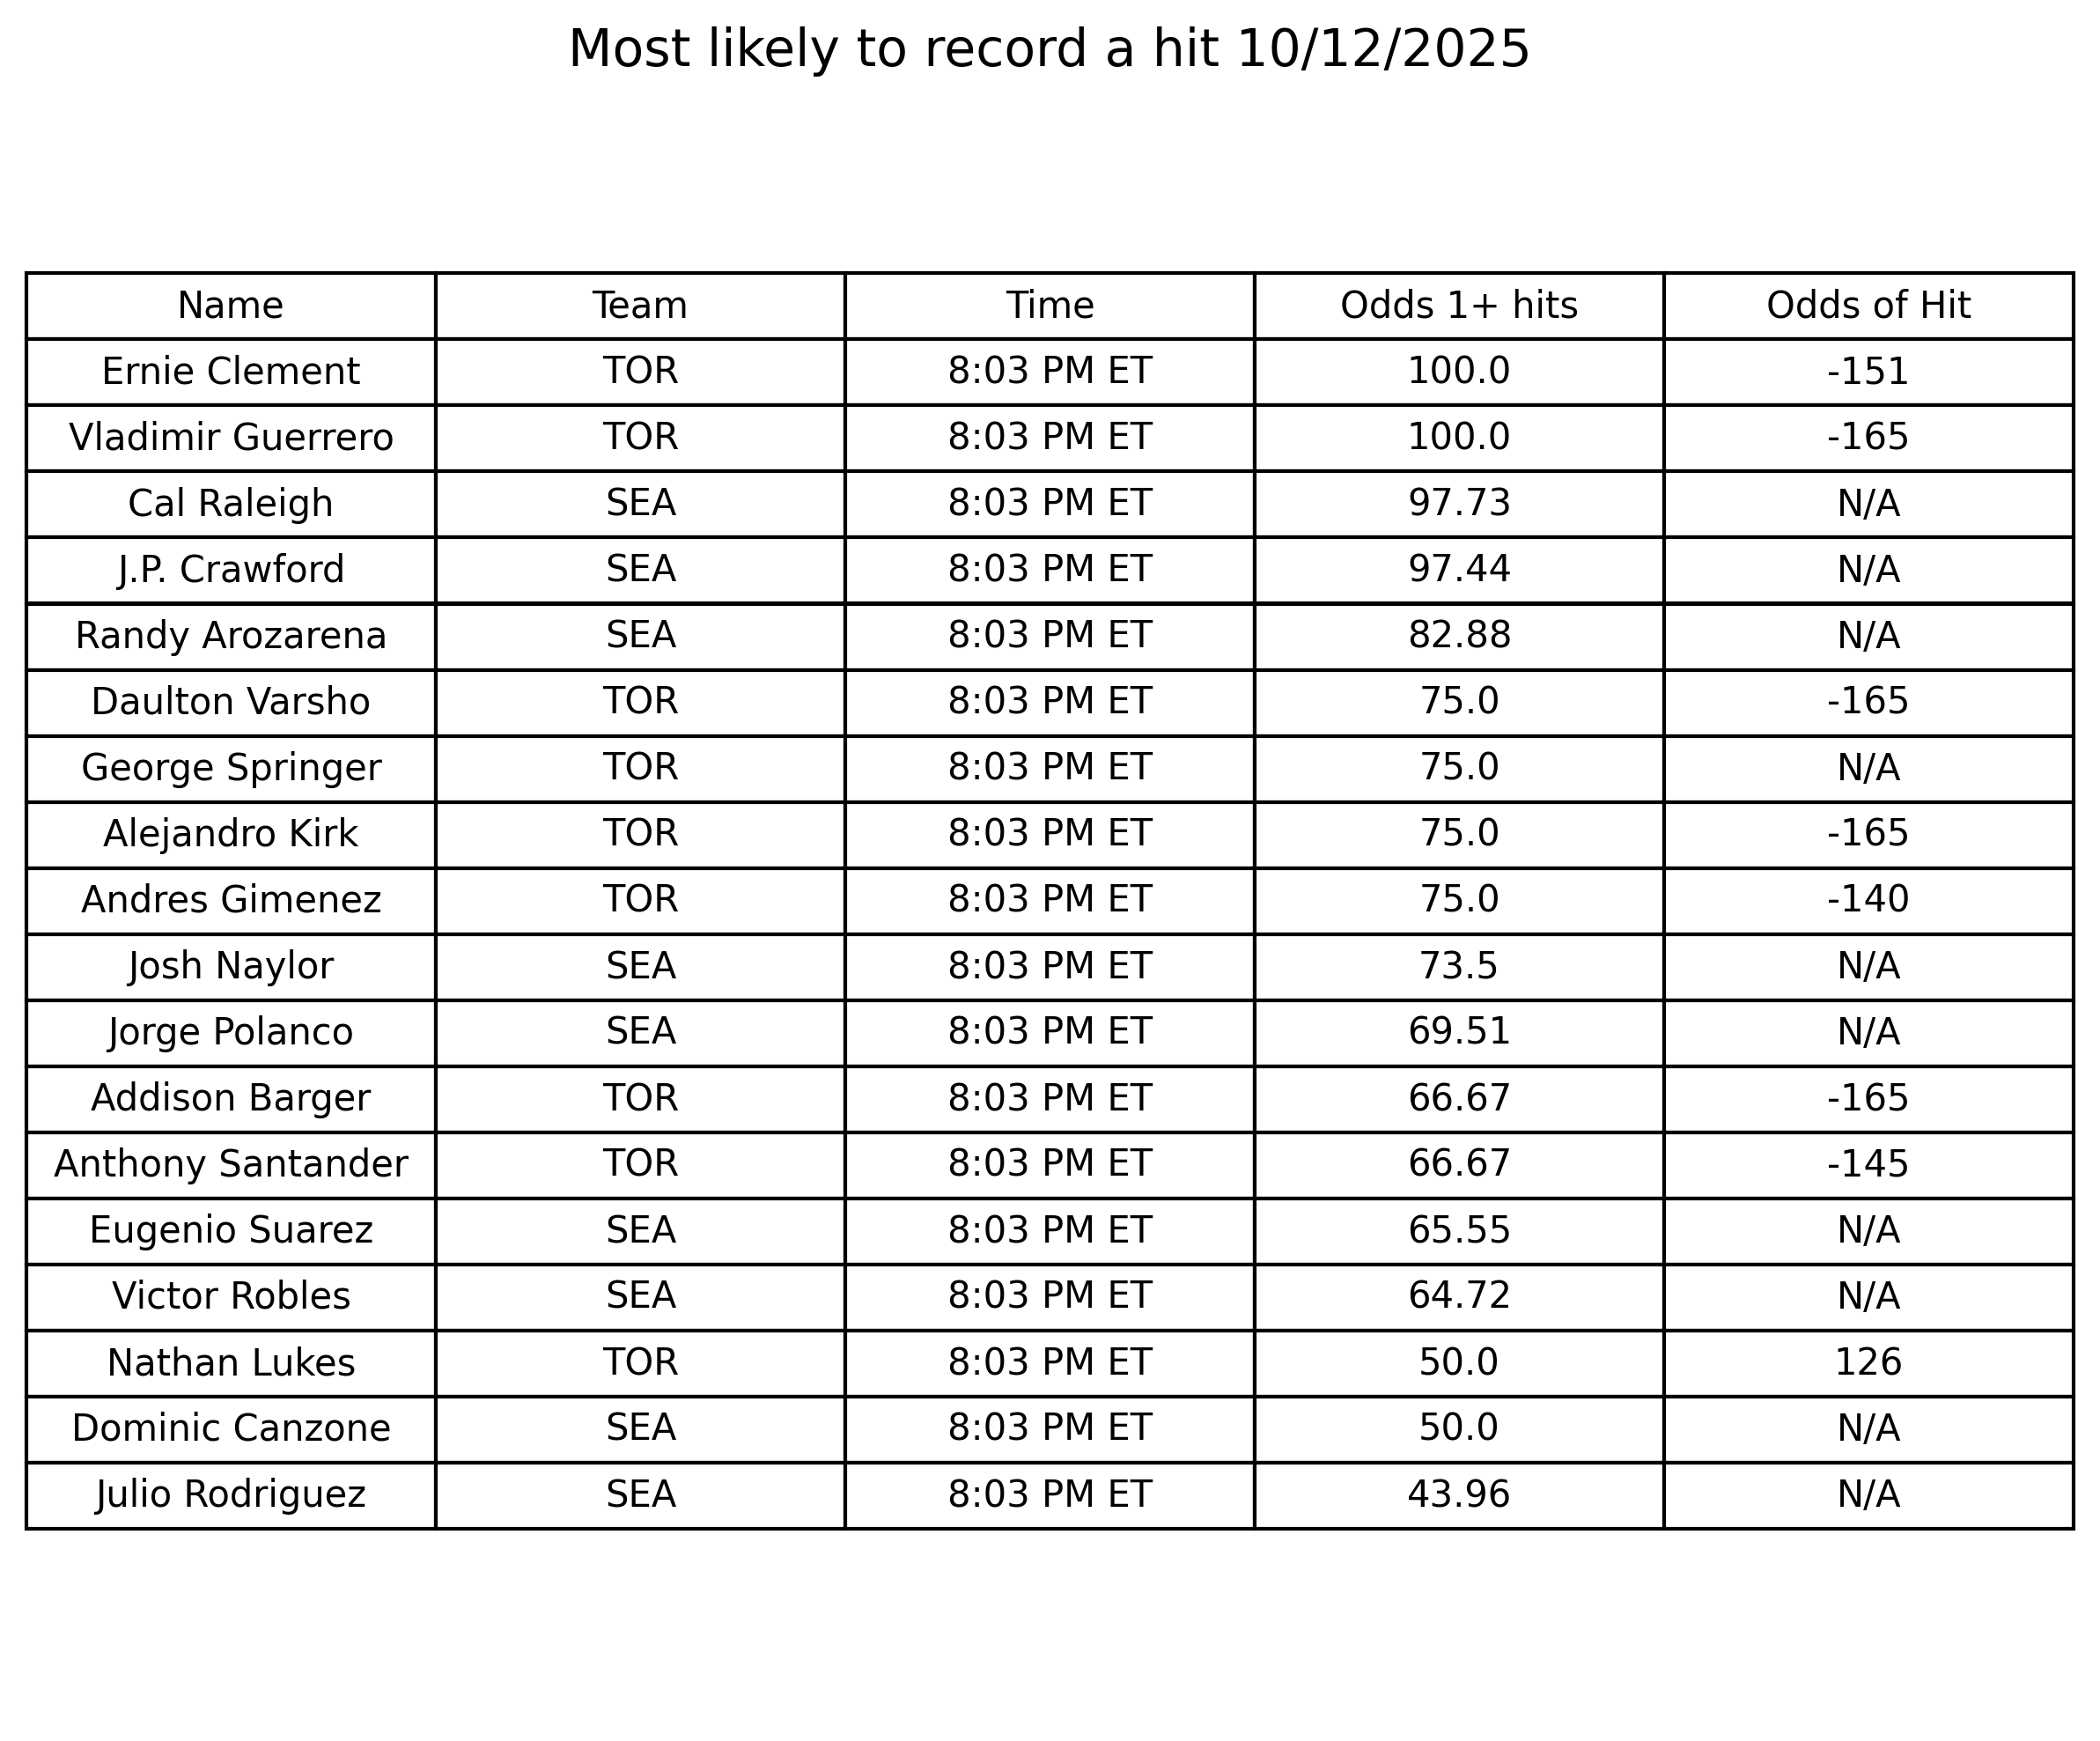 Most likely to record a hit 10/12/2025
Name Team Time Odds 1+ hits Odds of Hit
Ernie Clement TOR 8:03 PM ET 100.0 -151
Vladimir Guerrero TOR 8:03 PM ET 100.0 -165
Cal Raleigh SEA 8:03 PM ET 97.73 N/A
J.P. Crawford SEA 8:03 PM ET 97.44 N/A
Randy Arozarena SEA 8:03 PM ET 82.88 N/A
Daulton Varsho TOR 8:03 PM ET 75.0 -165
George Springer TOR 8:03 PM ET 75.0 N/A
Alejandro Kirk TOR 8:03 PM ET 75.0 -165
Andres Gimenez TOR 8:03 PM ET 75.0 -140
Josh Naylor SEA 8:03 PM ET 73.5 N/A
Jorge Polanco SEA 8:03 PM ET 69.51 N/A
Addison Barger TOR 8:03 PM ET 66.67 -165
Anthony Santander TOR 8:03 PM ET 66.67 -145
Eugenio Suarez SEA 8:03 PM ET 65.55 N/A
Victor Robles SEA 8:03 PM ET 64.72 N/A
Nathan Lukes TOR 8:03 PM ET 50.0 126
Dominic Canzone SEA 8:03 PM ET 50.0 N/A
Julio Rodriguez SEA 8:03 PM ET 43.96 N/A